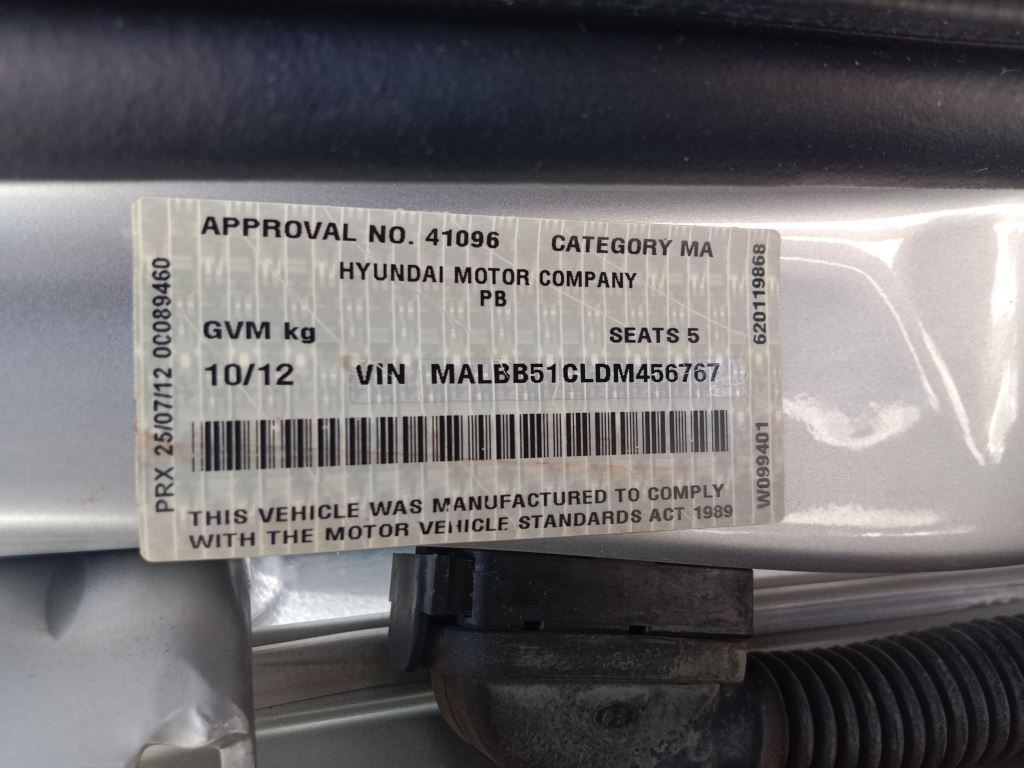 APPROVAL NO. 41096 CATEGORY MA
HYUNDAI MOTOR COMPANY
PB
GVM kg SEATS 5
10/12 VIN MALBB51CLDM456767
THIS VEHICLE WAS MANUFACTURED TO COMPLY
WITH THE MOTOR VEHICLE STANDARDS ACT 1989
PRX 25/07/12 0C089460
W099401 620119868